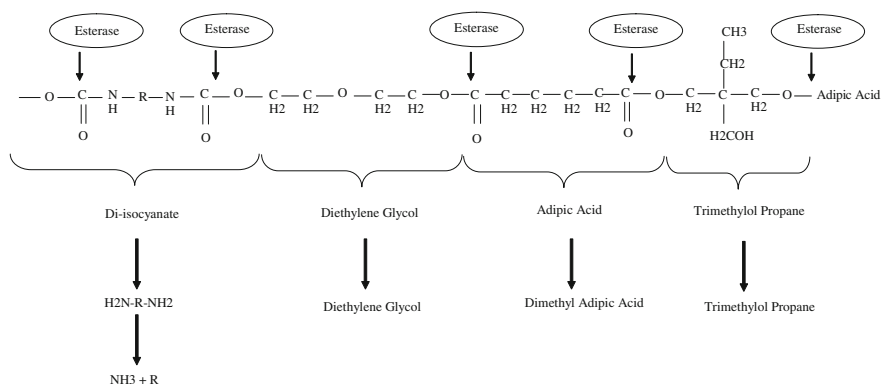 Esterase Esterase Esterase Esterase Esterase
CH3
CH2
O C N R N C O C C O C C O C C C C C C O C C C O Adipic Acid
H H H2 H2 H2 H2 H2 H2 H2 H2 H2 H2
O O O O H2COH
Di-isocyanate Diethylene Glycol Adipic Acid Trimethylol Propane
H2N-R-NH2 Diethylene Glycol Dimethyl Adipic Acid Trimethylol Propane
NH3 + R